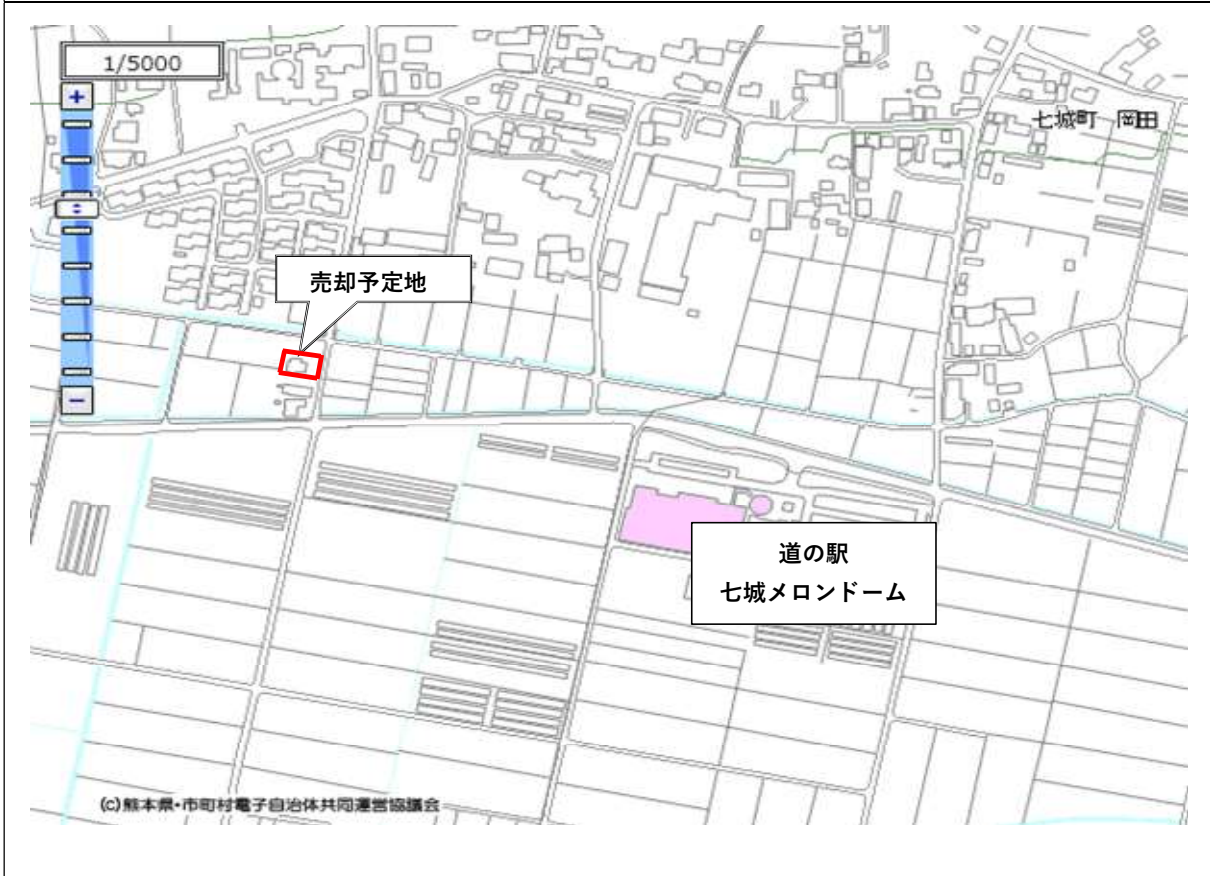 1/5000
+
七城町 岡田
売却予定地
−
道の駅
七城メロンドーム
(c)熊本県・市町村電子自治体共同運営協議会